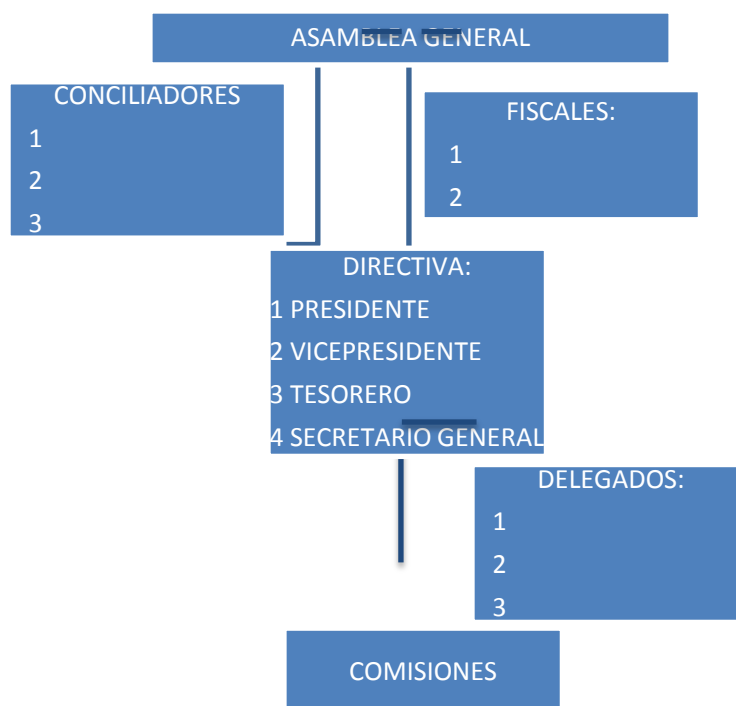 ASAMBLEA GENERAL
CONCILIADORES
1
2
3
FISCALES:
1
2
DIRECTIVA:
1 PRESIDENTE
2 VICEPRESIDENTE
3 TESORERO
4 SECRETARIO GENERAL
DELEGADOS:
1
2
3
COMISIONES